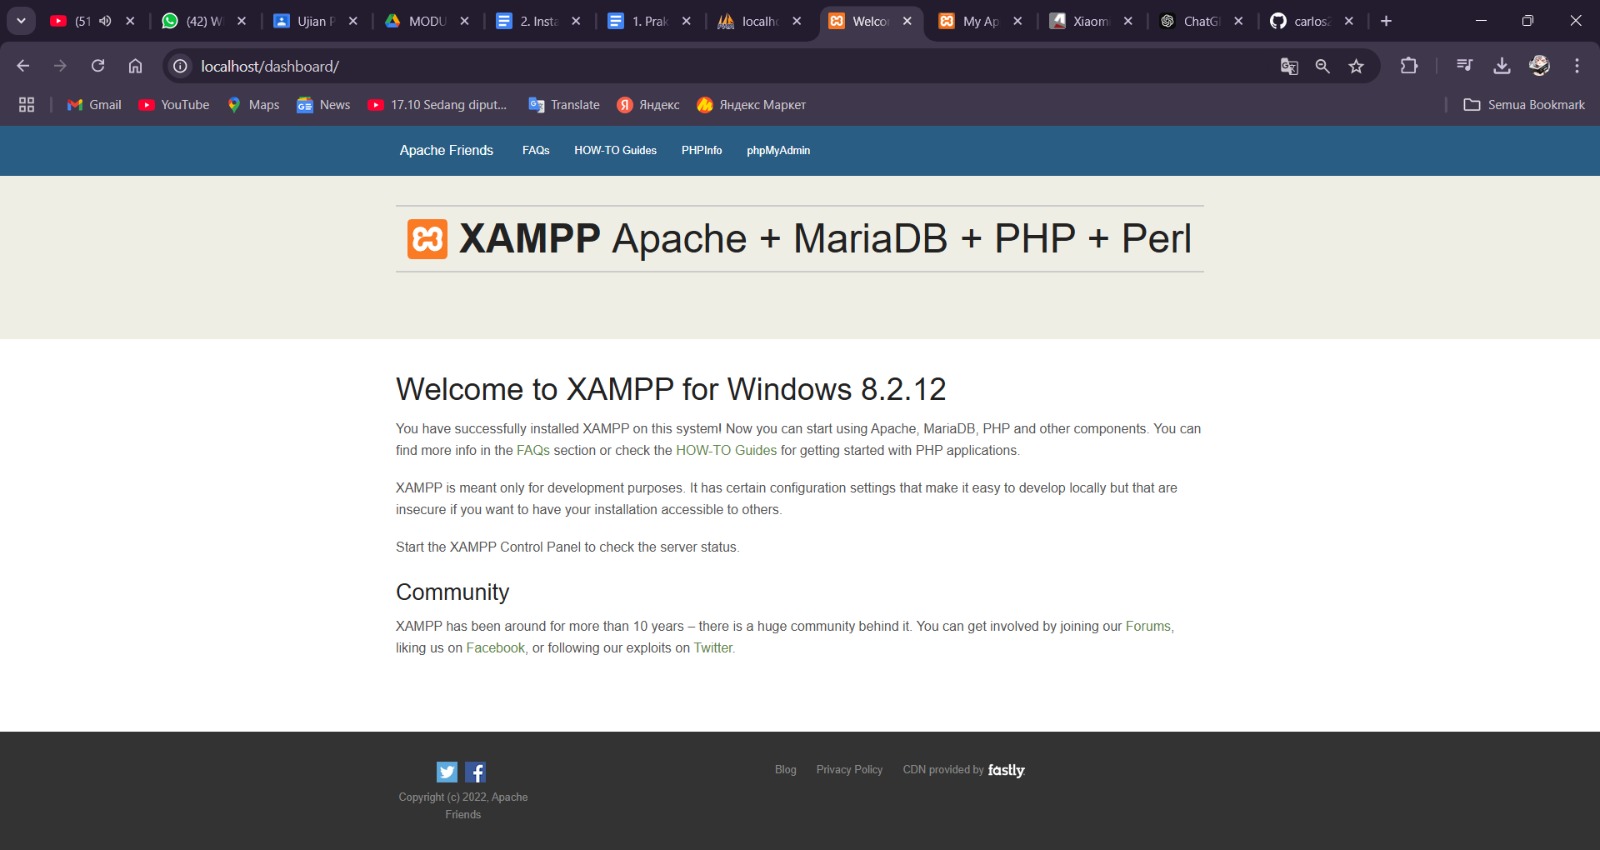 (51
(42) W
Ujian P
MODU
2. Insta
1. Prak
localho
Welcor
My Ap
Xiaomi
ChatGI
carlos2
localhost/dashboard/
Gmail
YouTube
Maps
News
17.10 Sedang diput...
Translate
Яндекс
Яндекс Маркет
Semua Bookmark
Apache Friends
FAQs
HOW-TO Guides
PHPInfo
phpMyAdmin
XAMPP Apache + MariaDB + PHP + Perl
Welcome to XAMPP for Windows 8.2.12
You have successfully installed XAMPP on this system! Now you can start using Apache, MariaDB, PHP and other components. You can
find more info in the FAQs section or check the HOW-TO Guides for getting started with PHP applications.
XAMPP is meant only for development purposes. It has certain configuration settings that make it easy to develop locally but that are
insecure if you want to have your installation accessible to others.
Start the XAMPP Control Panel to check the server status.
Community
XAMPP has been around for more than 10 years – there is a huge community behind it. You can get involved by joining our Forums,
liking us on Facebook, or following our exploits on Twitter.
Blog
Privacy Policy
CDN provided by fastly
Copyright (c) 2022, Apache
Friends